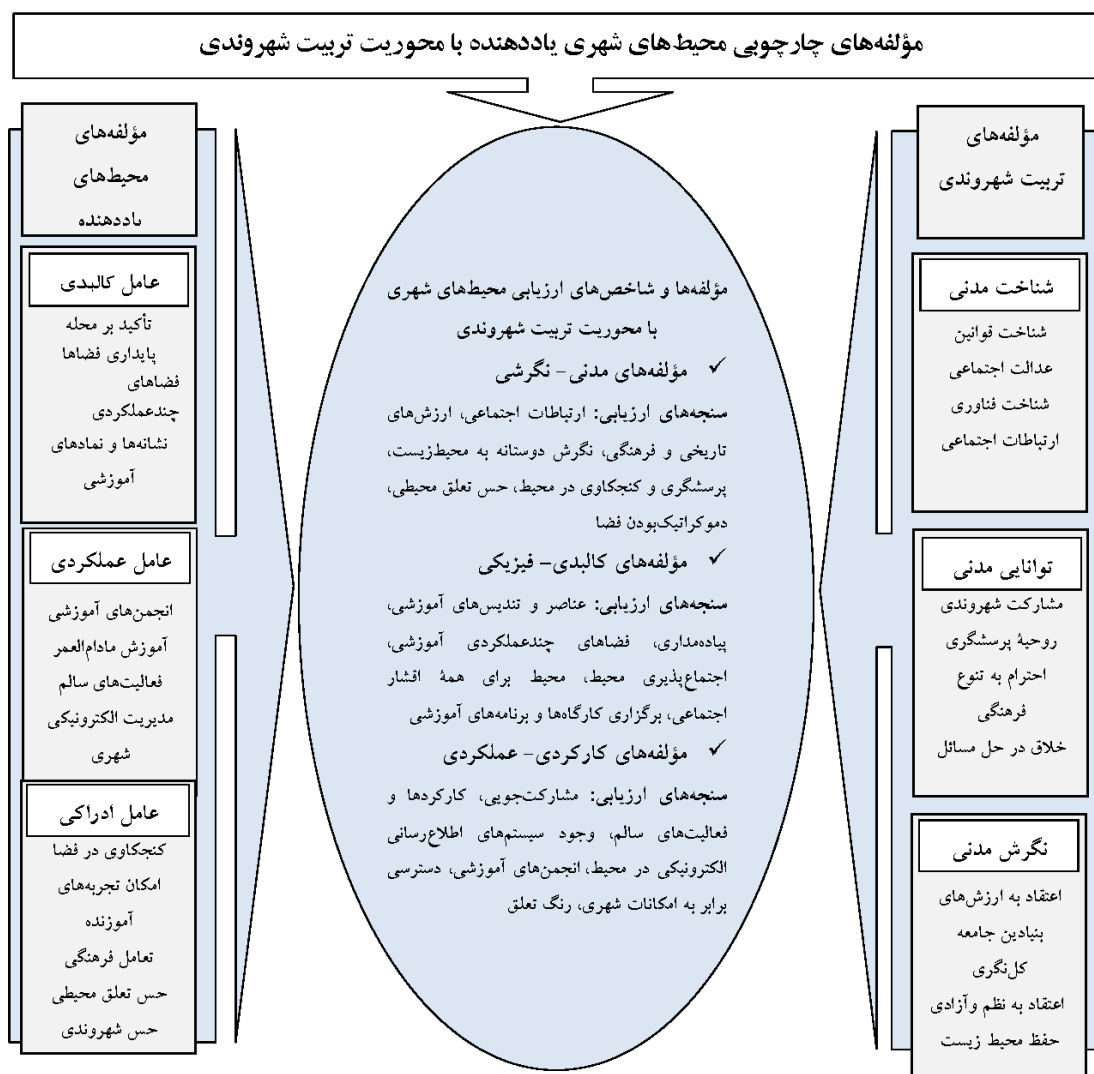 مؤلفه‌های چارچوبی محیط‌های شهری یاددهنده با محوریت تربیت شهروندی
مؤلفه‌های
تربیت شهروندی
شناخت مدنی
شناخت قوانین
عدالت اجتماعی
شناخت فناوری
ارتباطات اجتماعی
توانایی مدنی
مشارکت شهروندی
روحیۀ پرسشگری
احترام به تنوع
فرهنگی
خلاق در حل مسائل
نگرش مدنی
اعتقاد به ارزش‌های
بنیادین جامعه
کل‌نگری
اعتقاد به نظم وآزادی
حفظ محیط زیست
مؤلفه‌ها و شاخص‌های ارزیابی محیط‌های شهری
با محوریت تربیت شهروندی
✓ مؤلفه‌های مدنی- نگرشی
سنجه‌های ارزیابی: ارتباطات اجتماعی، ارزش‌های
تاریخی و فرهنگی، نگرش دوستانه به محیط‌زیست،
پرسشگری و کنجکاوی در محیط، حس تعلق محیطی،
دموکراتیک‌بودن فضا
✓ مؤلفه‌های کالبدی- فیزیکی
سنجه‌های ارزیابی: عناصر و تندیس‌های آموزشی،
پیاده‌مداری، فضاهای چندعملکردی آموزشی،
اجتماع‌پذیری محیط، محیط برای همۀ اقشار
اجتماعی، برگزاری کارگاه‌ها و برنامه‌های آموزشی
✓ مؤلفه‌های کارکردی- عملکردی
سنجه‌های ارزیابی: مشارکت‌جویی، کارکردها و
فعالیت‌های سالم، وجود سیستم‌های اطلاع‌رسانی
الکترونیکی در محیط، انجمن‌های آموزشی، دسترسی
برابر به امکانات شهری، رنگ تعلق
مؤلفه‌های
محیط‌های
یاددهنده
عامل کالبدی
تأکید بر محله
پایداری فضاها
فضاهای
چندعملکردی
نشانه‌ها و نمادهای
آموزشی
عامل عملکردی
انجمن‌های آموزشی
آموزش مادام‌العمر
فعالیت‌های سالم
مدیریت الکترونیکی
شهری
عامل ادراکی
کنجکاوی در فضا
امکان تجربه‌های
آموزنده
تعامل فرهنگی
حس تعلق محیطی
حس شهروندی